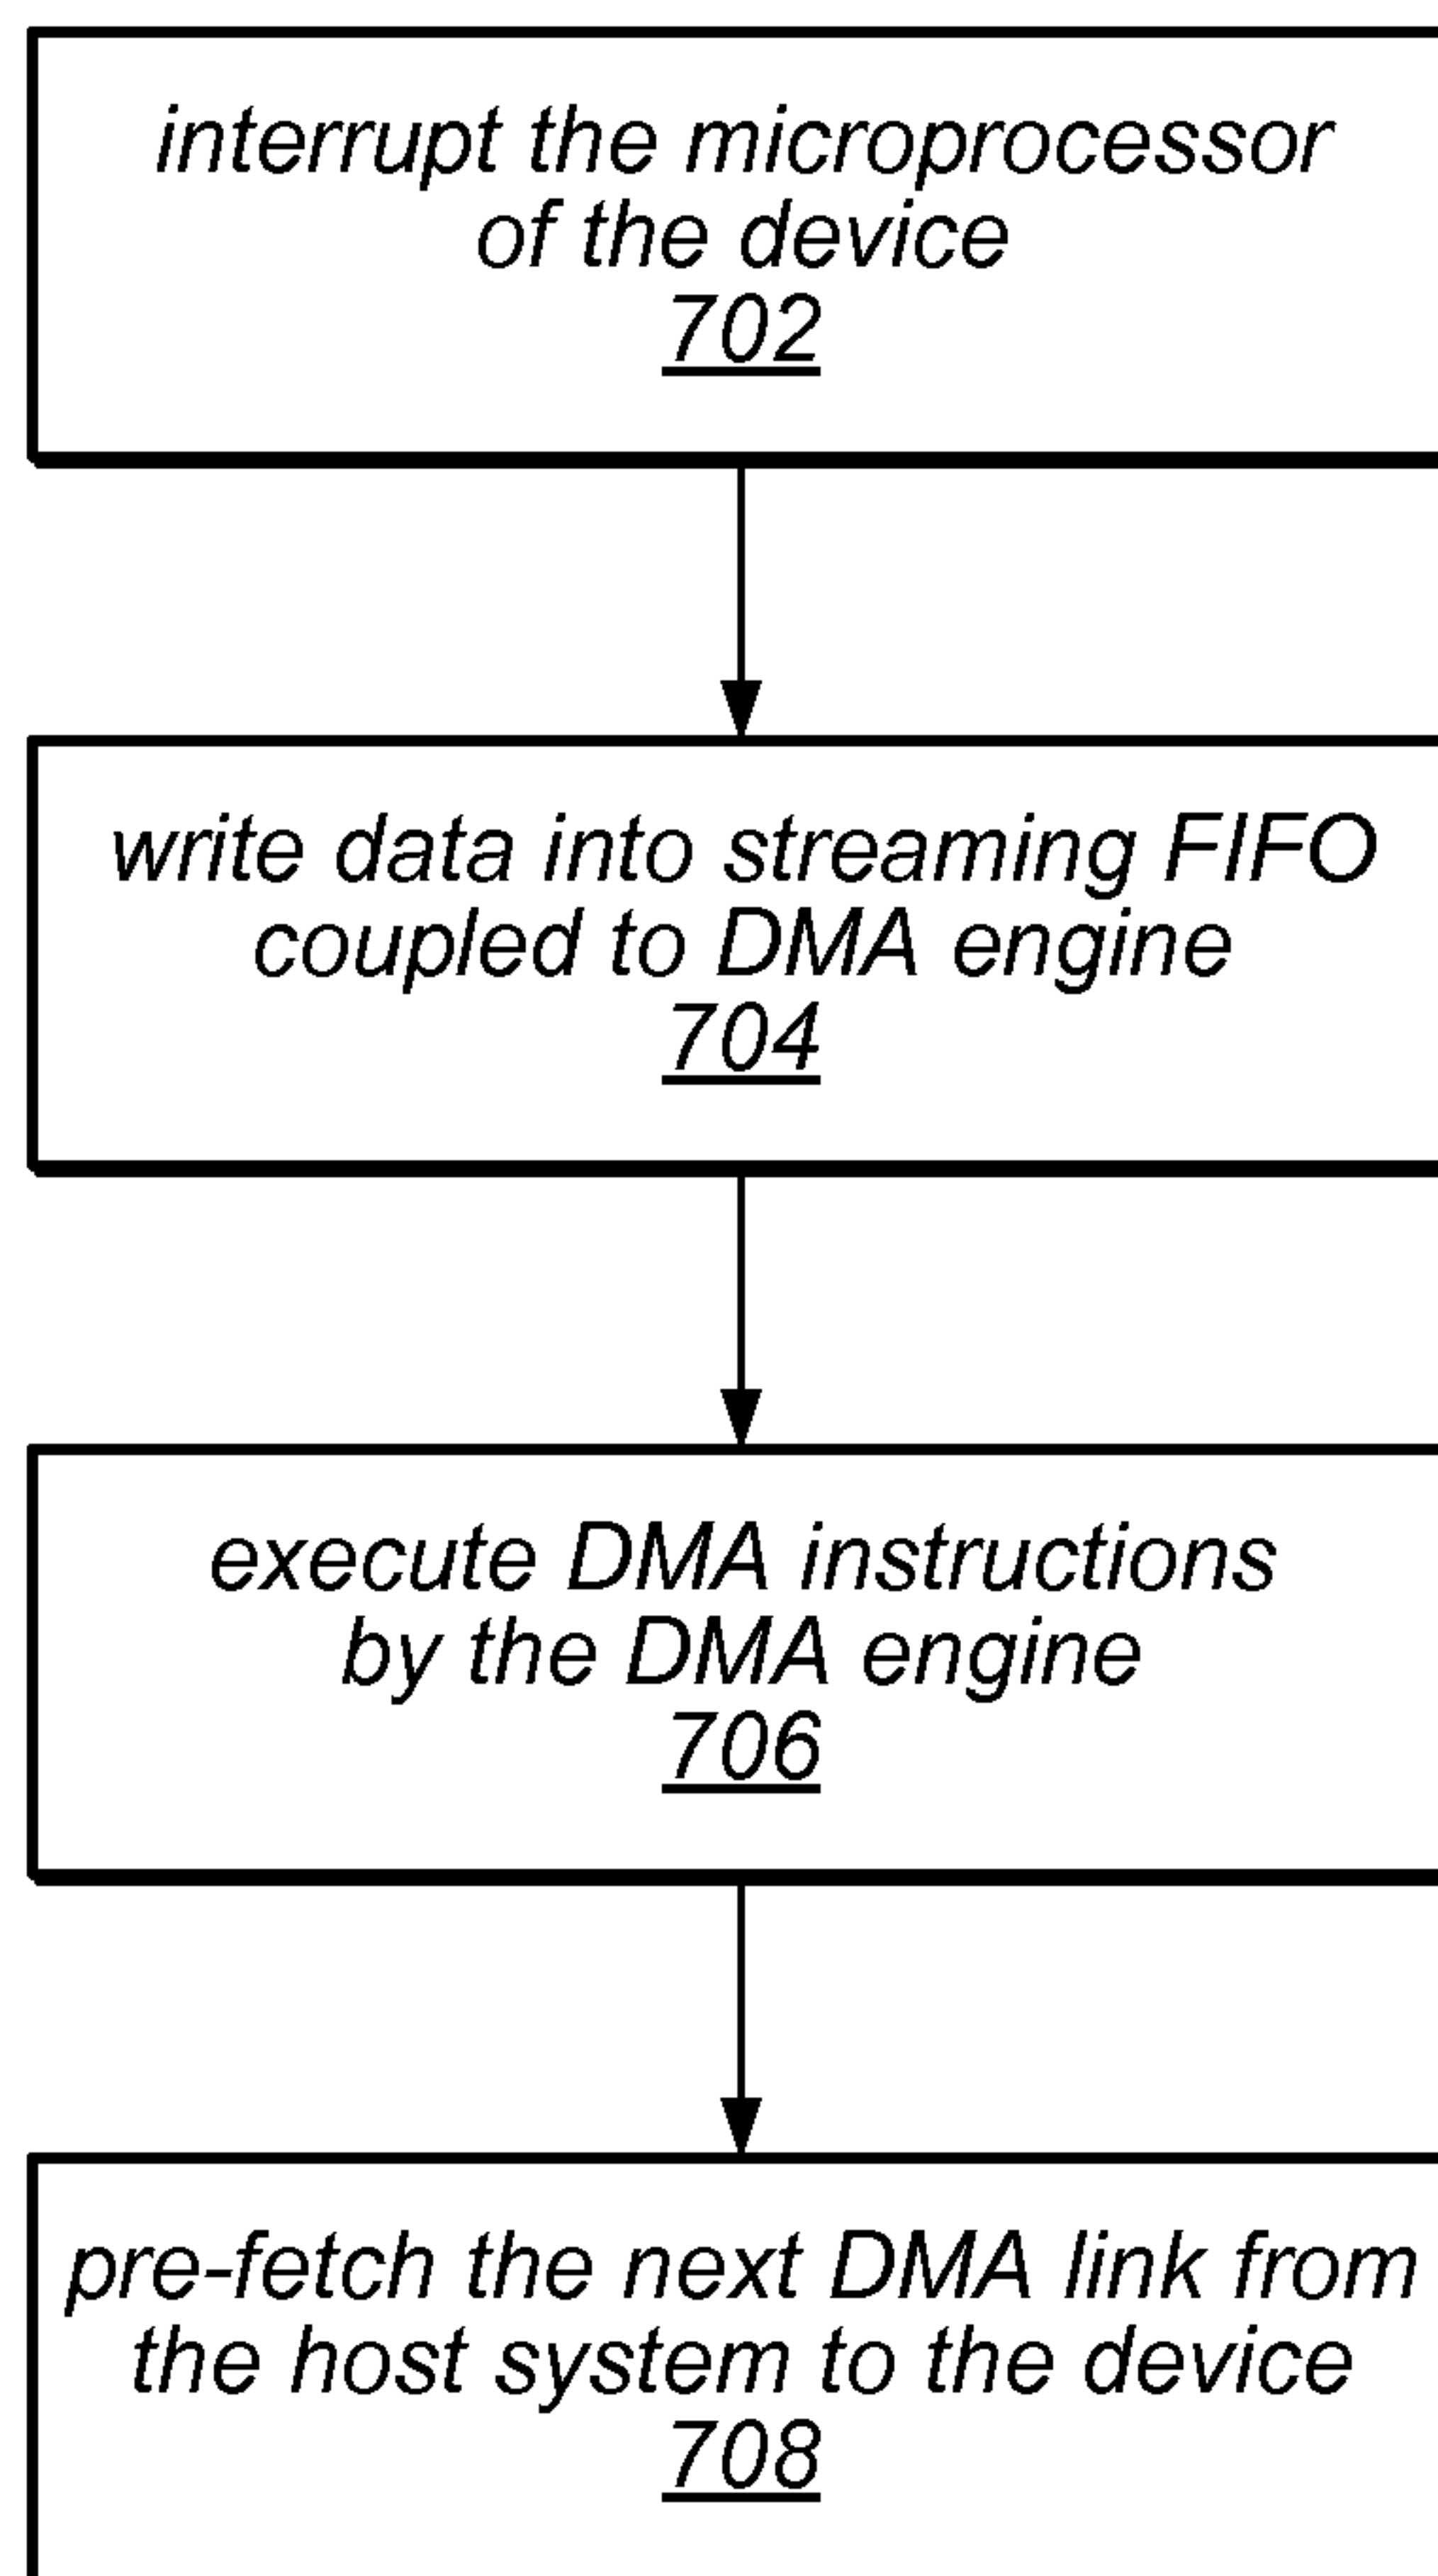 interrupt the microprocessor
of the device
702
write data into streaming FIFO
coupled to DMA engine
704
execute DMA instructions
by the DMA engine
706
pre-fetch the next DMA link from
the host system to the device
708